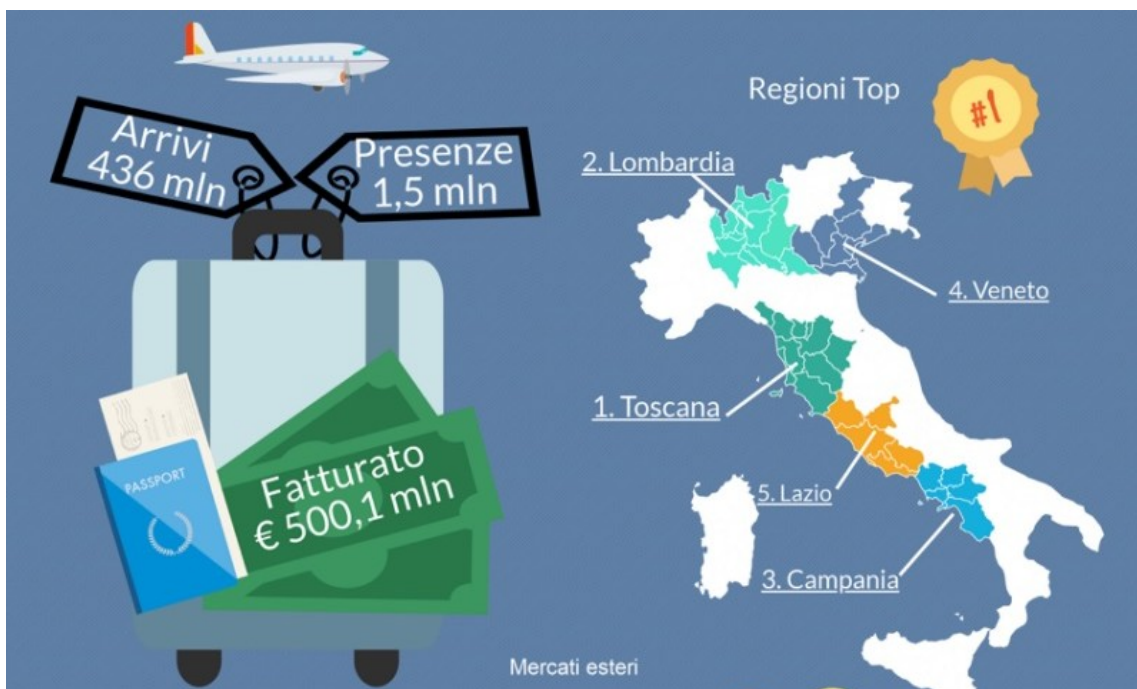 Arrivi
436 mln
Presenze
1,5 mln
PASSPORT
Fatturato
€ 500,1 mln
Regioni Top
#1
2. Lombardia
4. Veneto
1. Toscana
5. Lazio
3. Campania
Mercati esteri